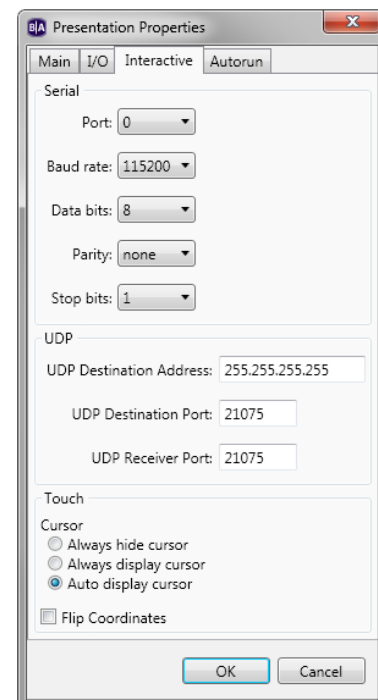 B|A Presentation Properties
Main I/O Interactive Autorun
Serial
Port: 0
Baud rate: 115200
Data bits: 8
Parity: none
Stop bits: 1
UDP
UDP Destination Address: 255.255.255.255
UDP Destination Port: 21075
UDP Receiver Port: 21075
Touch
Cursor
Always hide cursor
Always display cursor
Auto display cursor
Flip Coordinates
OK Cancel